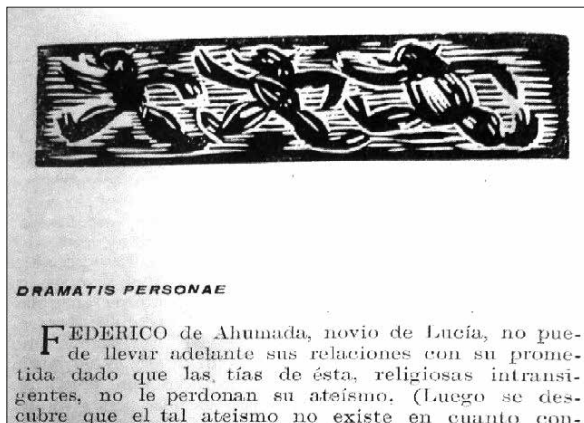 DRAMATIS PERSONAE
FEDERICO de Ahumada, novio de Lucía, no pue-
de llevar adelante sus relaciones con su prome-
tida dado que las tías de ésta, religiosas intransi-
gentes, no le perdonan su ateísmo. (Luego se des-
cubre que el tal ateismo no existe en cuanto con-